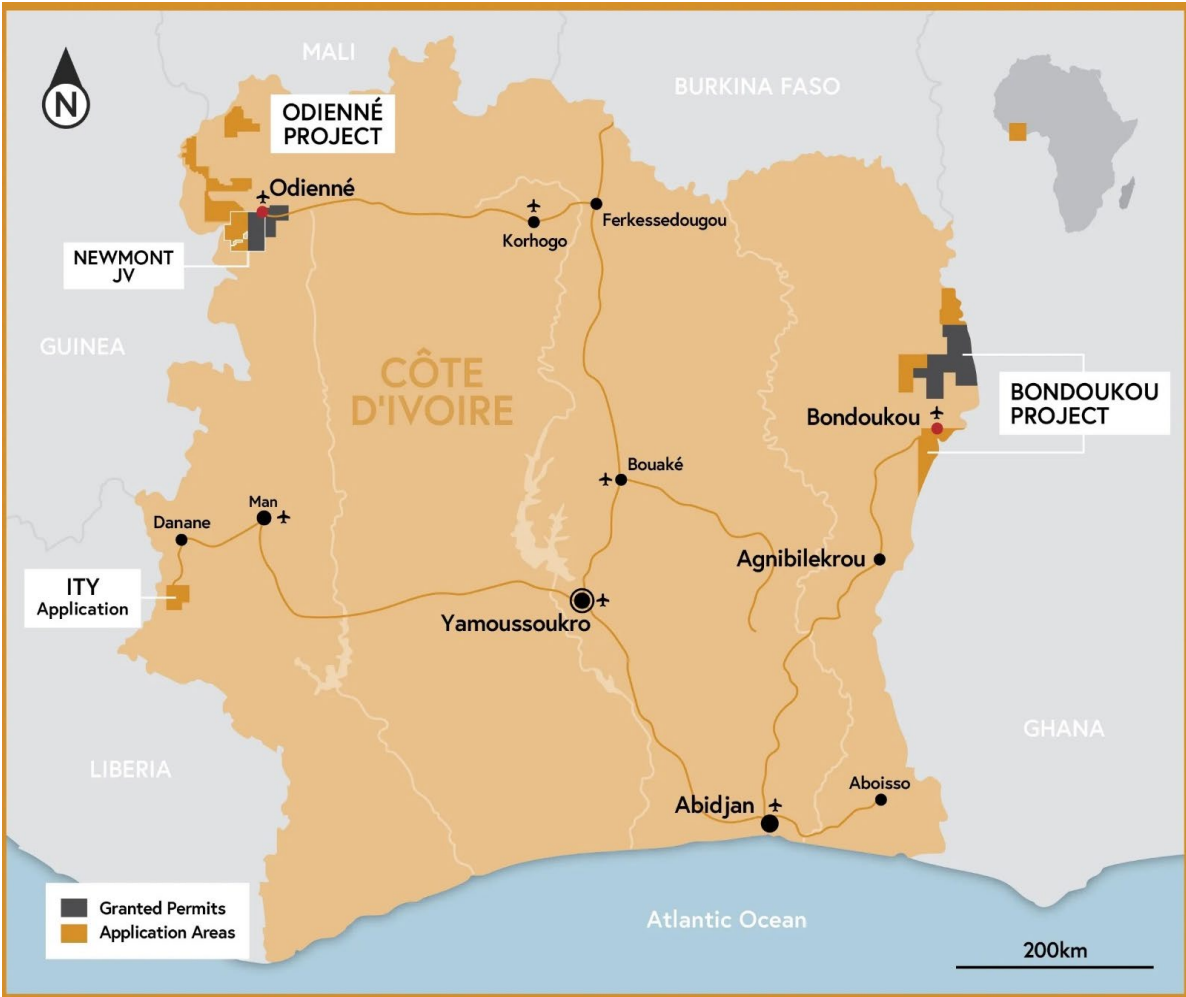 MALI
BURKINA FASO
N
ODIENNÉ
PROJECT
Odienné
Korhogo
Ferkessedougou
NEWMONT
JV
GUINEA
CÔTE
D'IVOIRE
BONDOUKOU
PROJECT
Bondoukou
Bouaké
Man
Danane
Agnibilekrou
ITY
Application
Yamoussoukro
GHANA
LIBERIA
Aboisso
Abidjan
Granted Permits
Application Areas
Atlantic Ocean
200km